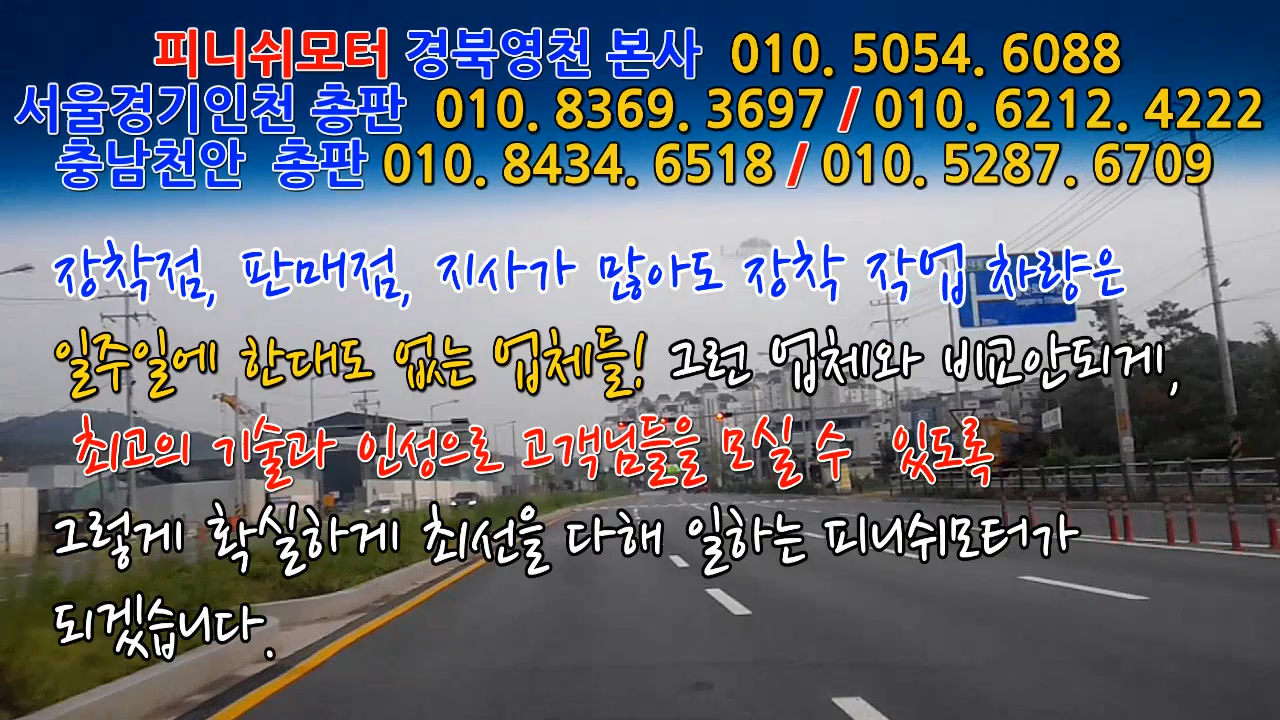 피니쉬모터 경북영천 본사 010. 5054. 6088
서울경기인천 총판 010. 8369. 3697 / 010. 6212. 4222
충남천안 총판 010. 8434. 6518 / 010. 5287. 6709
장착점, 판매점, 지사가 많아도 장착 작업 차량은
일주일에 한대도 없는 업체들! 그런 업체와 비교안되게,
최고의 기술과 인성으로 고객님들을 모실 수 있도록
그렇게 확실하게 최선을 다해 일하는 피니쉬모터가
되겠습니다.